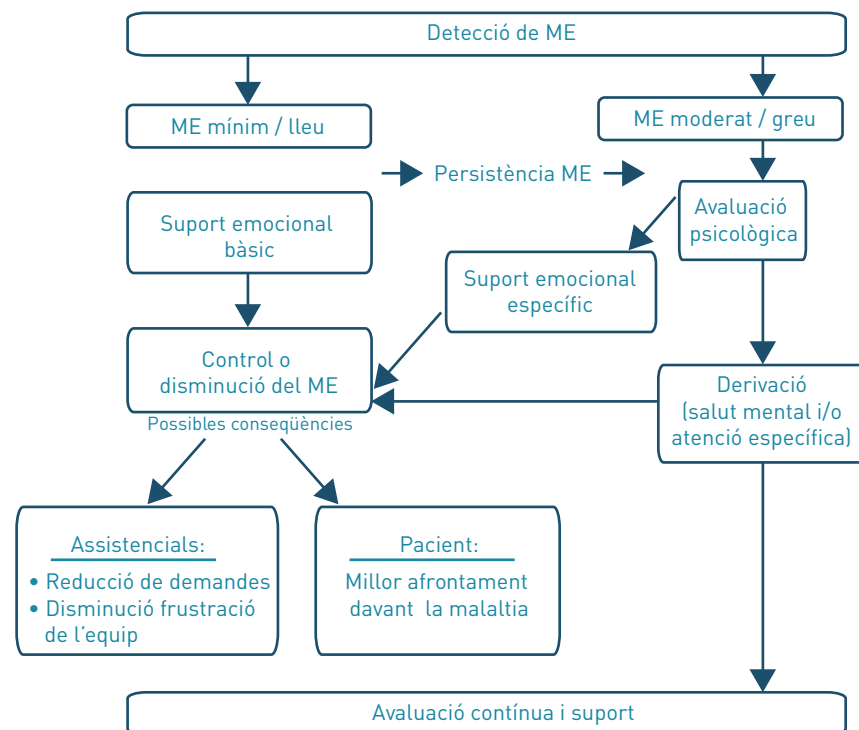 Detecció de ME
ME mínim / lleu
ME moderat / greu
Persistència ME
Suport emocional
bàsic
Avaluació
psicològica
Suport emocional
específic
Control o
disminució del ME
Derivació
(salut mental i/o
atenció específica)
Possibles conseqüències
Assistencials:
• Reducció de demandes
• Disminució frustració
de l'equip
Pacient:
Millor afrontament
davant la malaltia
Avaluació contínua i suport